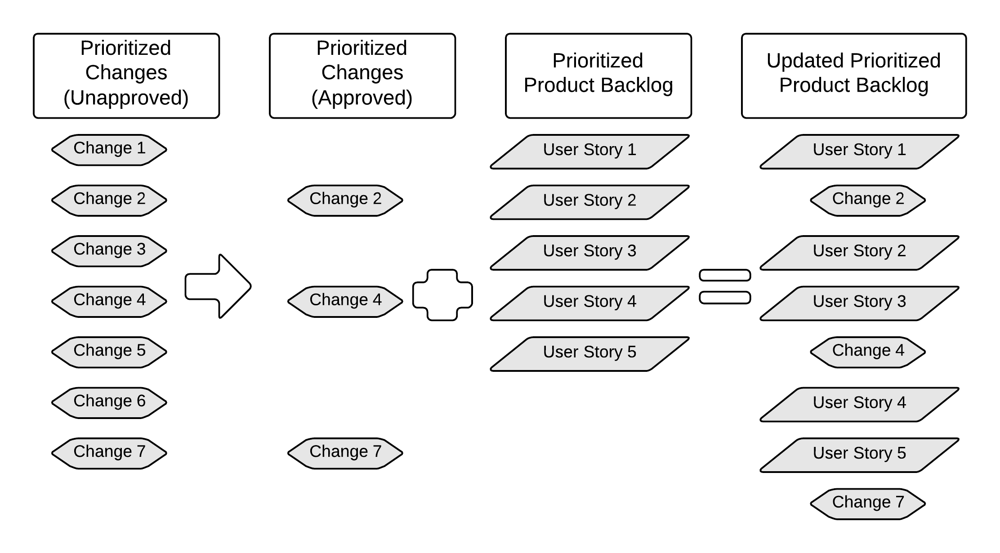 Prioritized
Changes
(Unapproved)
Prioritized
Changes
(Approved)
Prioritized
Product Backlog
Updated Prioritized
Product Backlog
Change 1
Change 2
Change 3
Change 4
Change 5
Change 6
Change 7
Change 2
Change 4
Change 7
User Story 1
User Story 2
User Story 3
User Story 4
User Story 5
User Story 1
Change 2
User Story 2
User Story 3
Change 4
User Story 4
User Story 5
Change 7